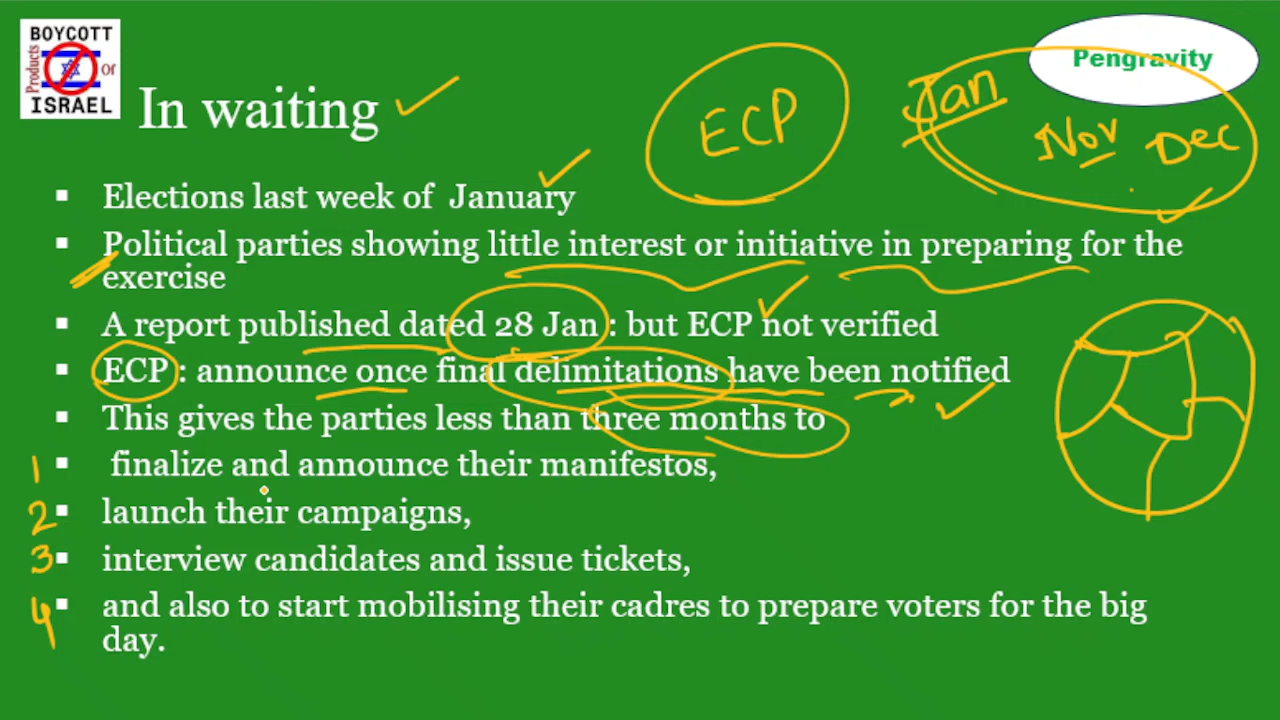 BOYCOTT
Products
or
ISRAEL
Pengravity
In waiting
ECP
Jan
Nov Dec
▪ Elections last week of January
▪ Political parties showing little interest or initiative in preparing for the
exercise
▪ A report published dated 28 Jan : but ECP not verified
▪ ECP : announce once final delimitations have been notified
▪ This gives the parties less than three months to
1 ▪ finalize and announce their manifestos,
2 ▪ launch their campaigns,
3 ▪ interview candidates and issue tickets,
4 ▪ and also to start mobilising their cadres to prepare voters for the big
day.